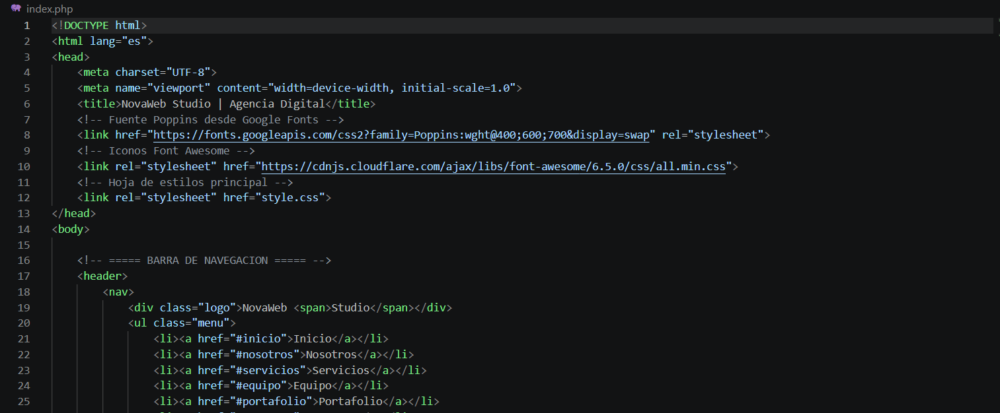 index.php
1 <!DOCTYPE html>
2 <html lang="es">
3 <head>
4     <meta charset="UTF-8">
5     <meta name="viewport" content="width=device-width, initial-scale=1.0">
6     <title>NovaWeb Studio | Agencia Digital</title>
7     <!-- Fuente Poppins desde Google Fonts -->
8     <link href="https://fonts.googleapis.com/css2?family=Poppins:wght@400;600;700&display=swap" rel="stylesheet">
9     <!-- Iconos Font Awesome -->
10     <link rel="stylesheet" href="https://cdnjs.cloudflare.com/ajax/libs/font-awesome/6.5.0/css/all.min.css">
11     <!-- Hoja de estilos principal -->
12     <link rel="stylesheet" href="style.css">
13 </head>
14 <body>
15
16     <!-- ===== BARRA DE NAVEGACION ===== -->
17     <header>
18         <nav>
19             <div class="logo">NovaWeb <span>Studio</span></div>
20             <ul class="menu">
21                 <li><a href="#inicio">Inicio</a></li>
22                 <li><a href="#nosotros">Nosotros</a></li>
23                 <li><a href="#servicios">Servicios</a></li>
24                 <li><a href="#equipo">Equipo</a></li>
25                 <li><a href="#portafolio">Portafolio</a></li>